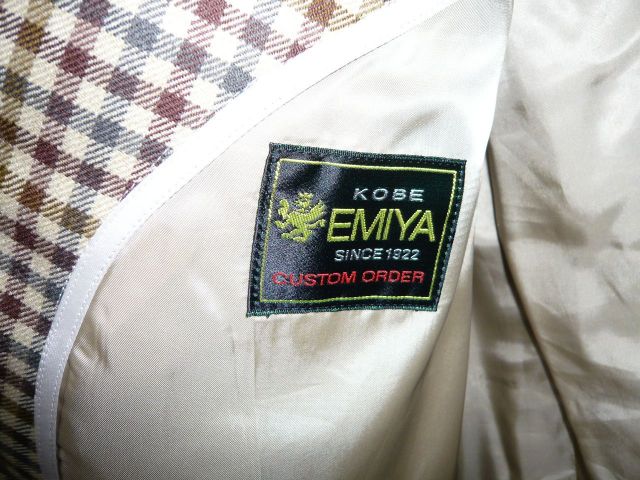 KOBE
EMIYA
SINCE 1922
CUSTOM ORDER